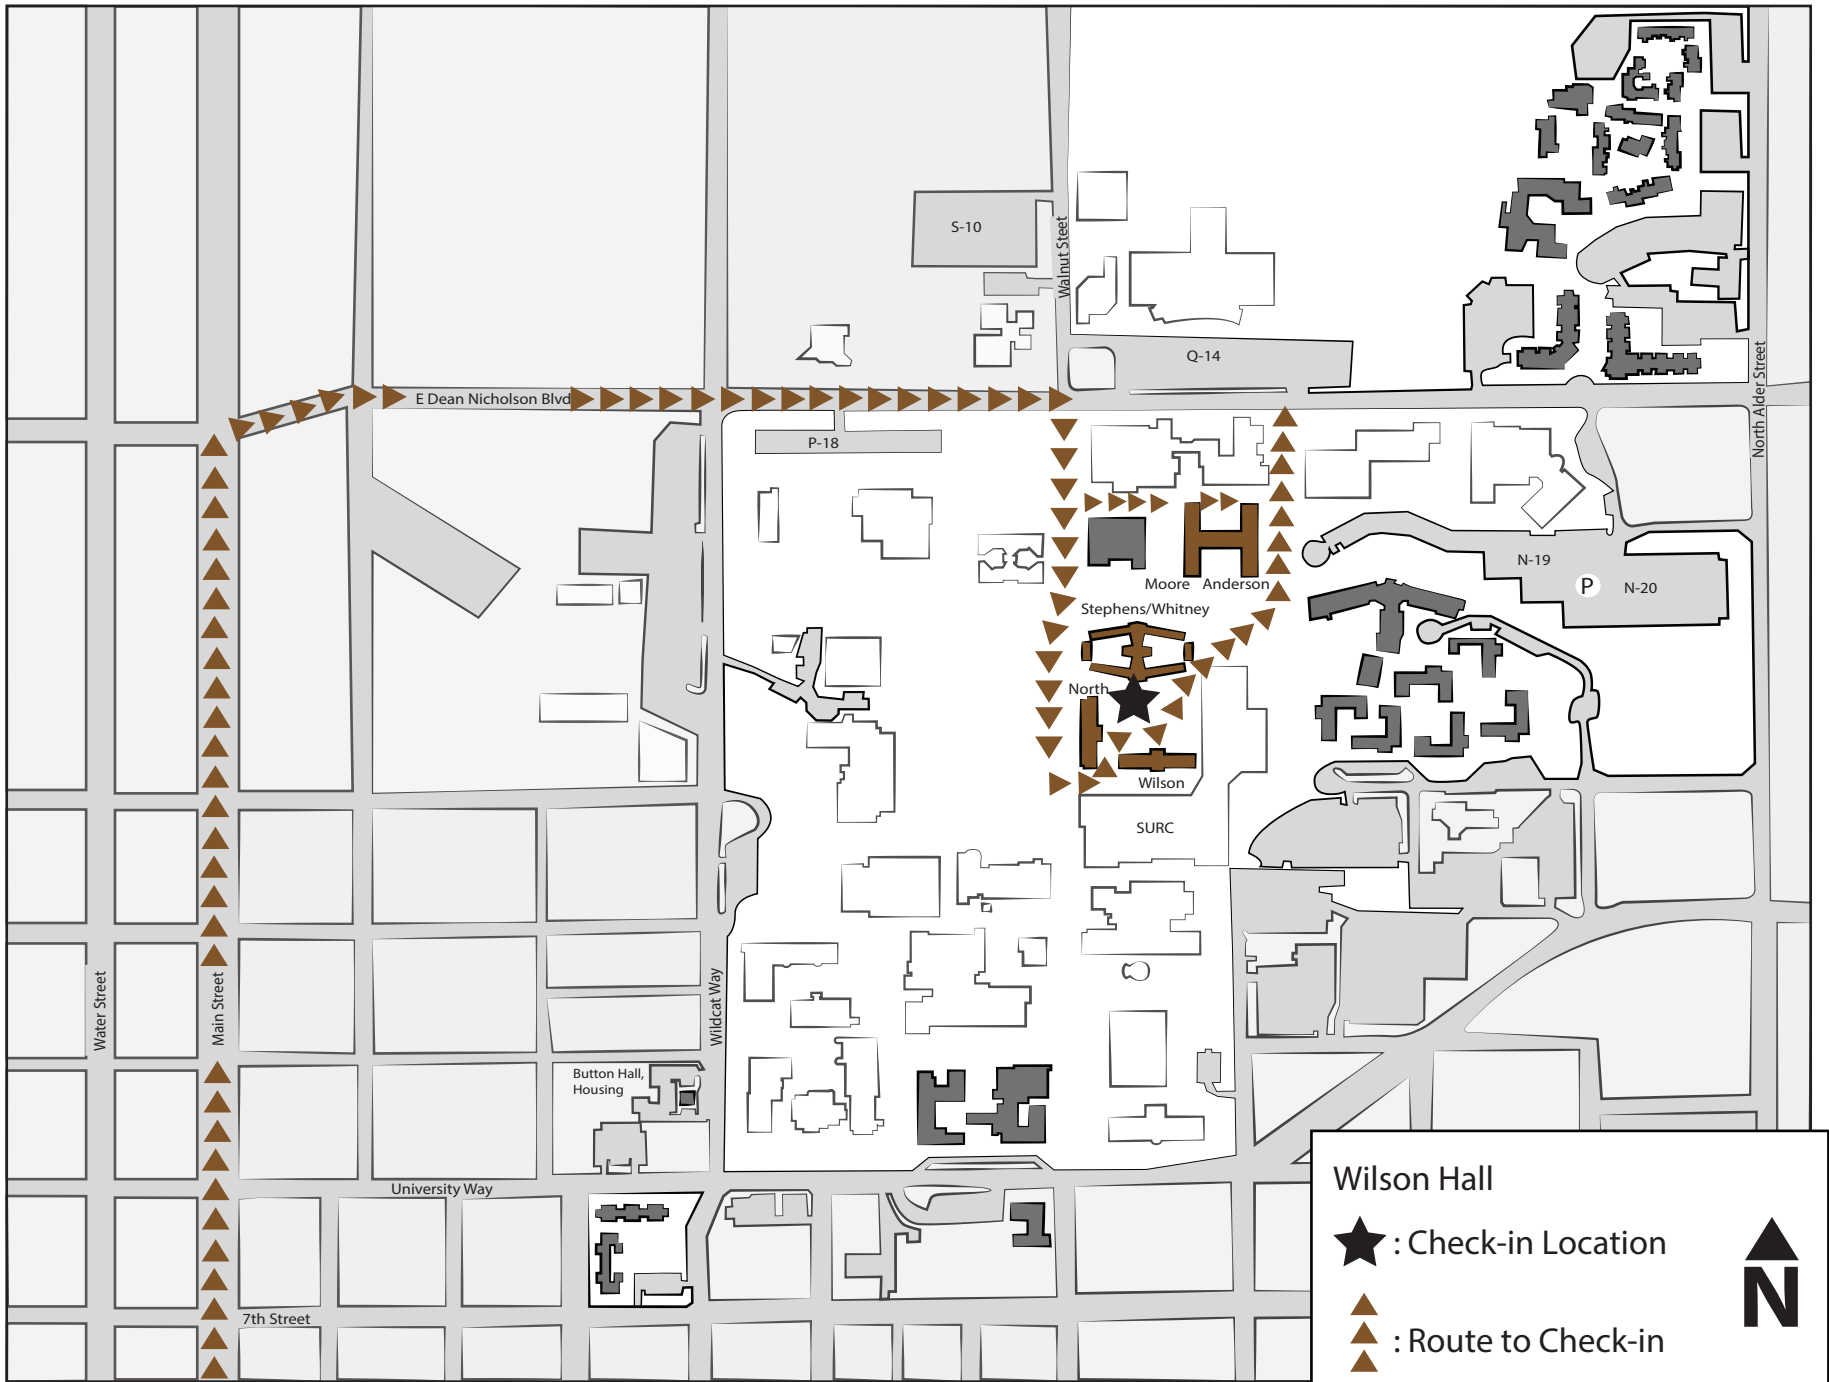 S-10
Walnut Steet
Q-14
North Alder Street
E Dean Nicholson Blvd
P-18
N-19
P
N-20
Moore
Anderson
Stephens/Whitney
North
Wilson
SURC
Water Street
Main Street
Wildcat Way
Button Hall,
Housing
University Way
7th Street
Wilson Hall
: Check-in Location
N
: Route to Check-in